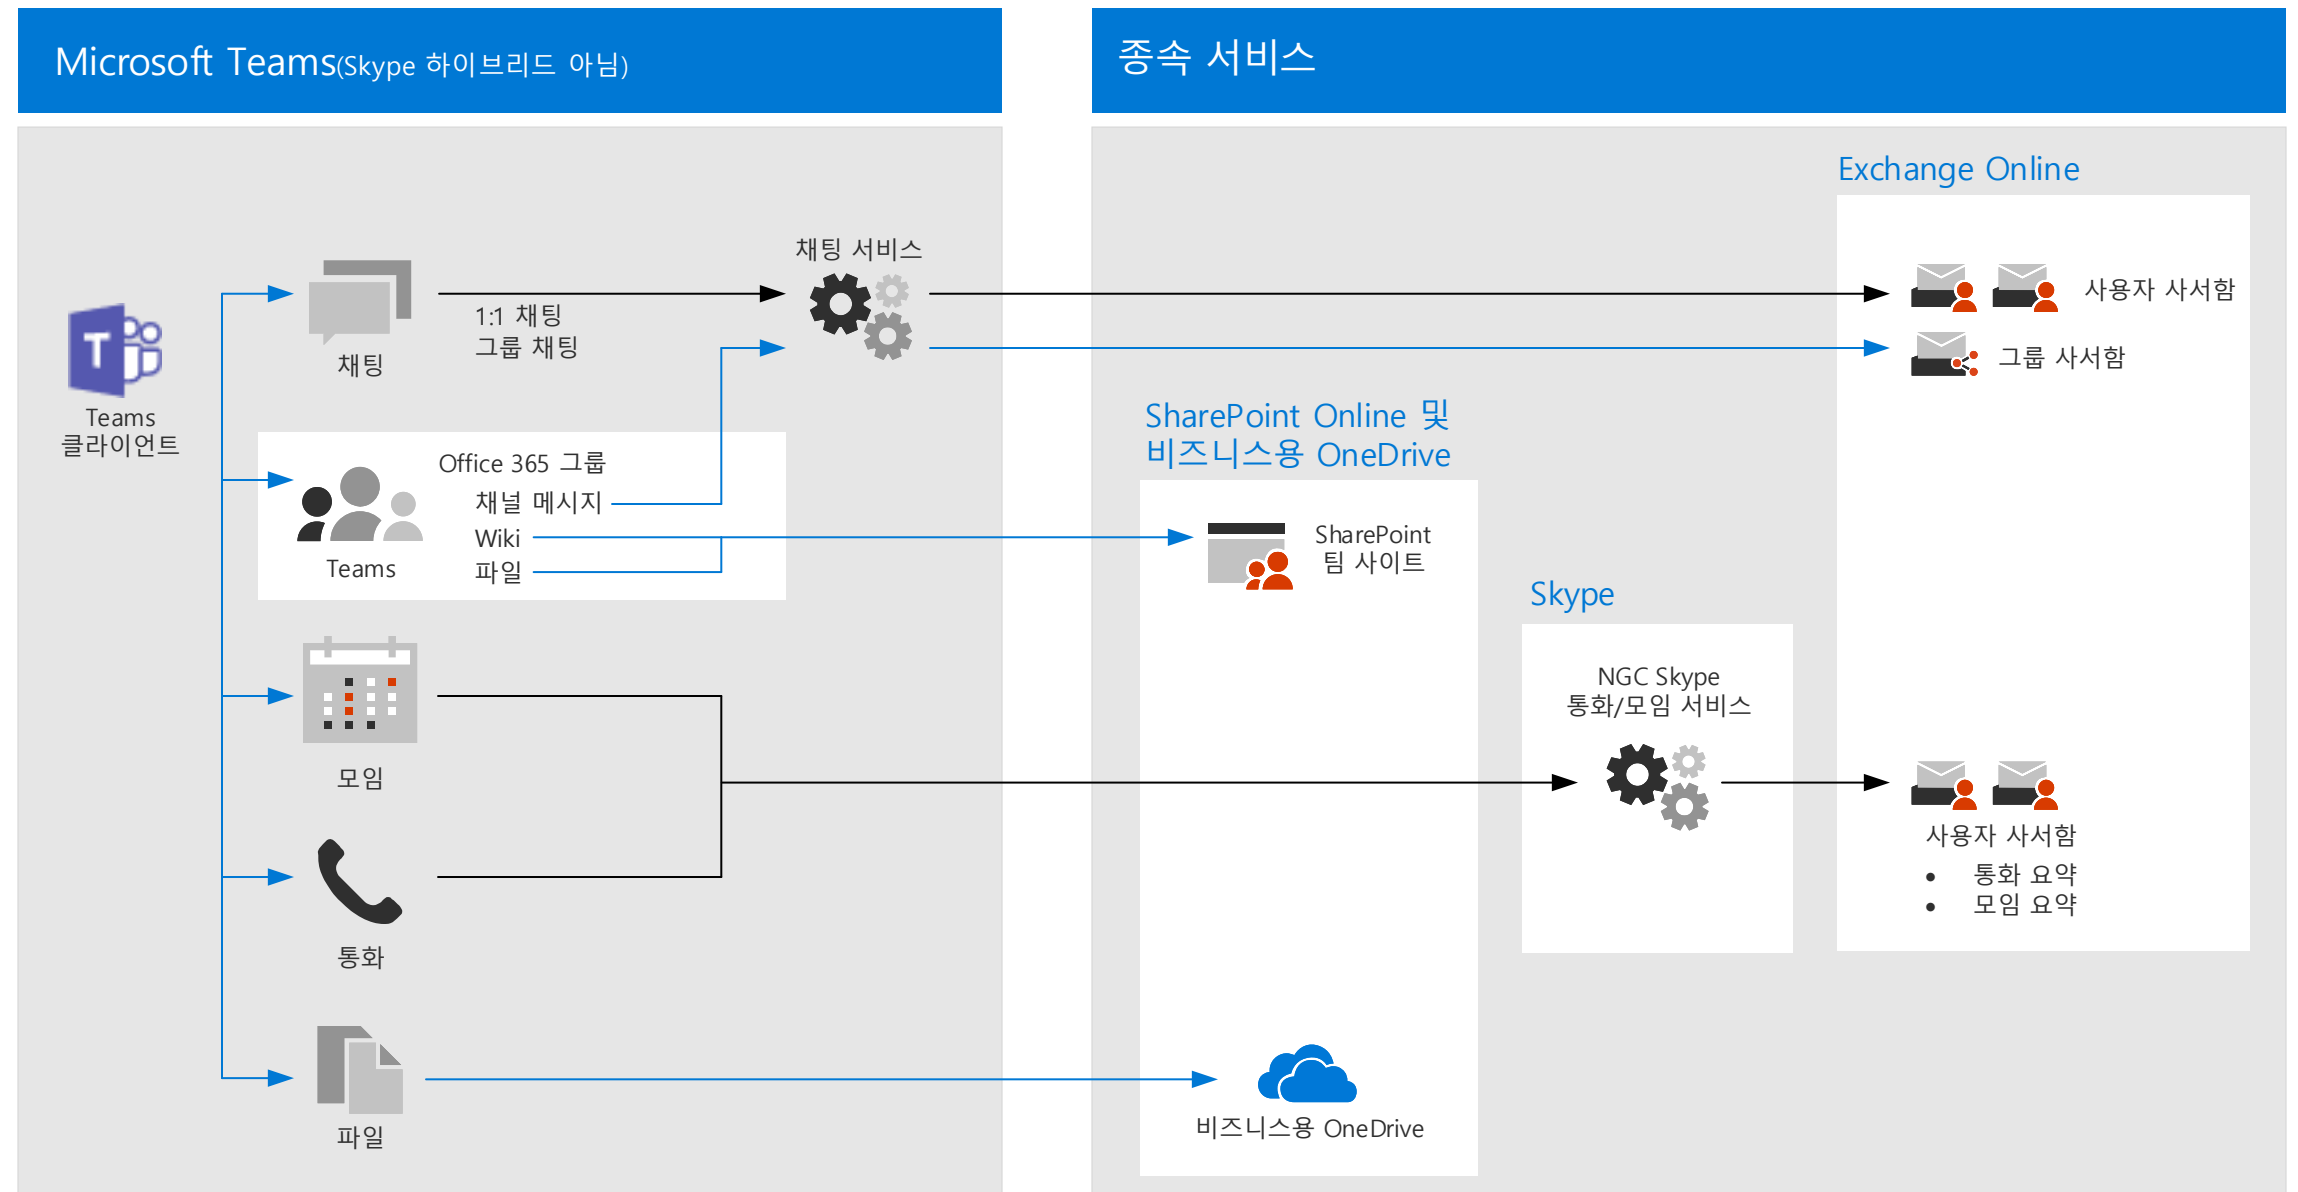 Microsoft Teams(Skype 하이브리드 아님)
종속 서비스
Exchange Online
채팅 서비스
1:1 채팅
그룹 채팅
채팅
사용자 사서함
그룹 사서함
T
Teams
클라이언트
SharePoint Online 및
비즈니스용 OneDrive
Office 365 그룹
채널 메시지
Wiki
파일
Teams
SharePoint
팀 사이트
Skype
NGC Skype
통화/모임 서비스
모임
사용자 사서함
• 통화 요약
• 모임 요약
통화
파일
비즈니스용 OneDrive